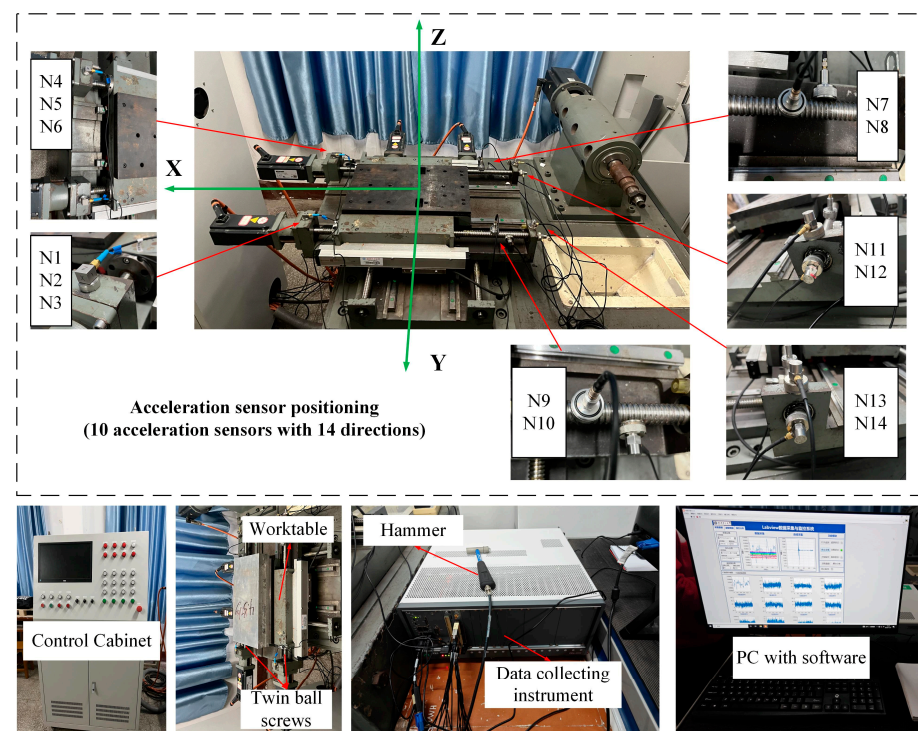 Z
N4
N5
N6
N7
N8
X
N1
N2
N3
N11
N12
Y
N9
N10
N13
N14
Acceleration sensor positioning
(10 acceleration sensors with 14 directions)
Worktable
Hammer
Control Cabinet
Twin ball
screws
Data collecting
instrument
PC with software